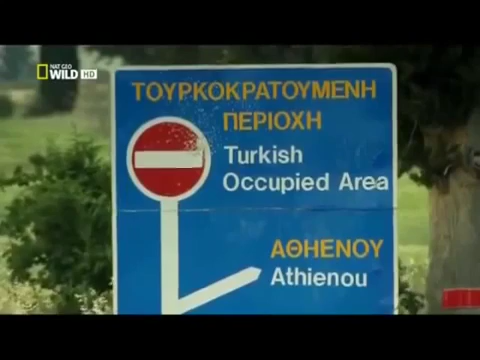 NAT GEO
WILD HD
ΤΟΥΡΚΟΚΡΑΤΟΥΜΕΝΗ
ΠΕΡΙΟΧΗ
Turkish
Occupied Area
ΑΘΗΕΝΟΥ
Athienou